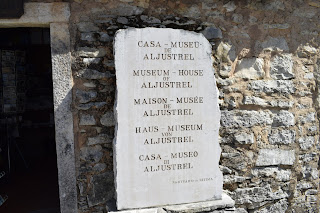 CASA - MUSEU
DE
ALJUSTREL
MUSEUM - HOUSE
OF
ALJUSTREL
MAISON - MUSÉE
DE
ALJUSTREL
HAUS - MUSEUM
VON
ALJUSTREL
CASA - MUSEO
DI
ALJUSTREL